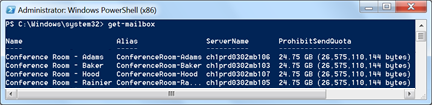 Administrator: Windows PowerShell (x86)
PS C:\Windows\system32> get-mailbox
Name Alias ServerName ProhibitSendQuota
---- ----- ---------- -----------------
Conference Room - Adams ConferenceRoom-Adams ch1prd0302mb106 24.75 GB (26,575,110,144 bytes)
Conference Room - Baker ConferenceRoom-Baker ch1prd0302mb108 24.75 GB (26,575,110,144 bytes)
Conference Room - Hood ConferenceRoom-Hood ch1prd0302mb107 24.75 GB (26,575,110,144 bytes)
Conference Room - Rainier ConferenceRoom-Ra... ch1prd0302mb105 24.75 GB (26,575,110,144 bytes)